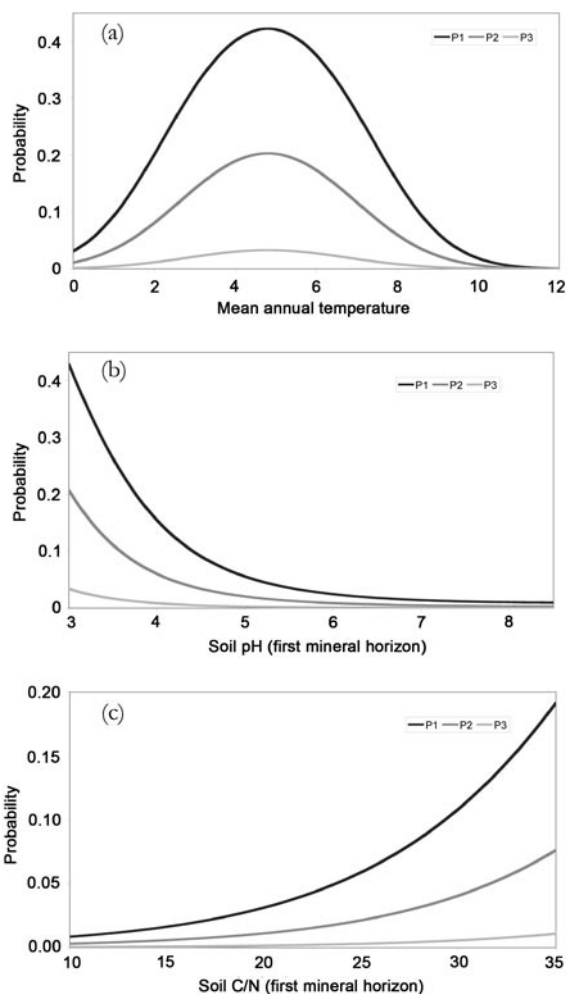 (a)
P1 P2 P3
0.4
0.3
0.2
0.1
0
Probability
0 2 4 6 8 10 12
Mean annual temperature
(b)
P1 P2 P3
0.4
0.3
0.2
0.1
0
Probability
3 4 5 6 7 8
Soil pH (first mineral horizon)
(c)
P1 P2 P3
0.20
0.15
0.10
0.05
0.00
Probability
10 15 20 25 30 35
Soil C/N (first mineral horizon)